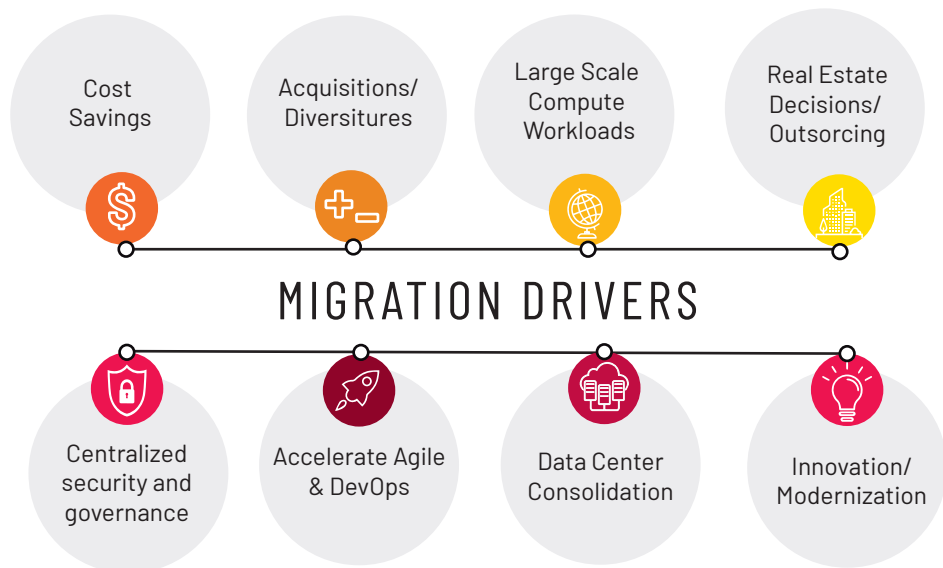 Cost
Savings
Acquisitions/
Diversitures
Large Scale
Compute
Workloads
Real Estate
Decisions/
Outsorcing
$
MIGRATION DRIVERS
Centralized
security and
governance
Accelerate Agile
& DevOps
Data Center
Consolidation
Innovation/
Modernization